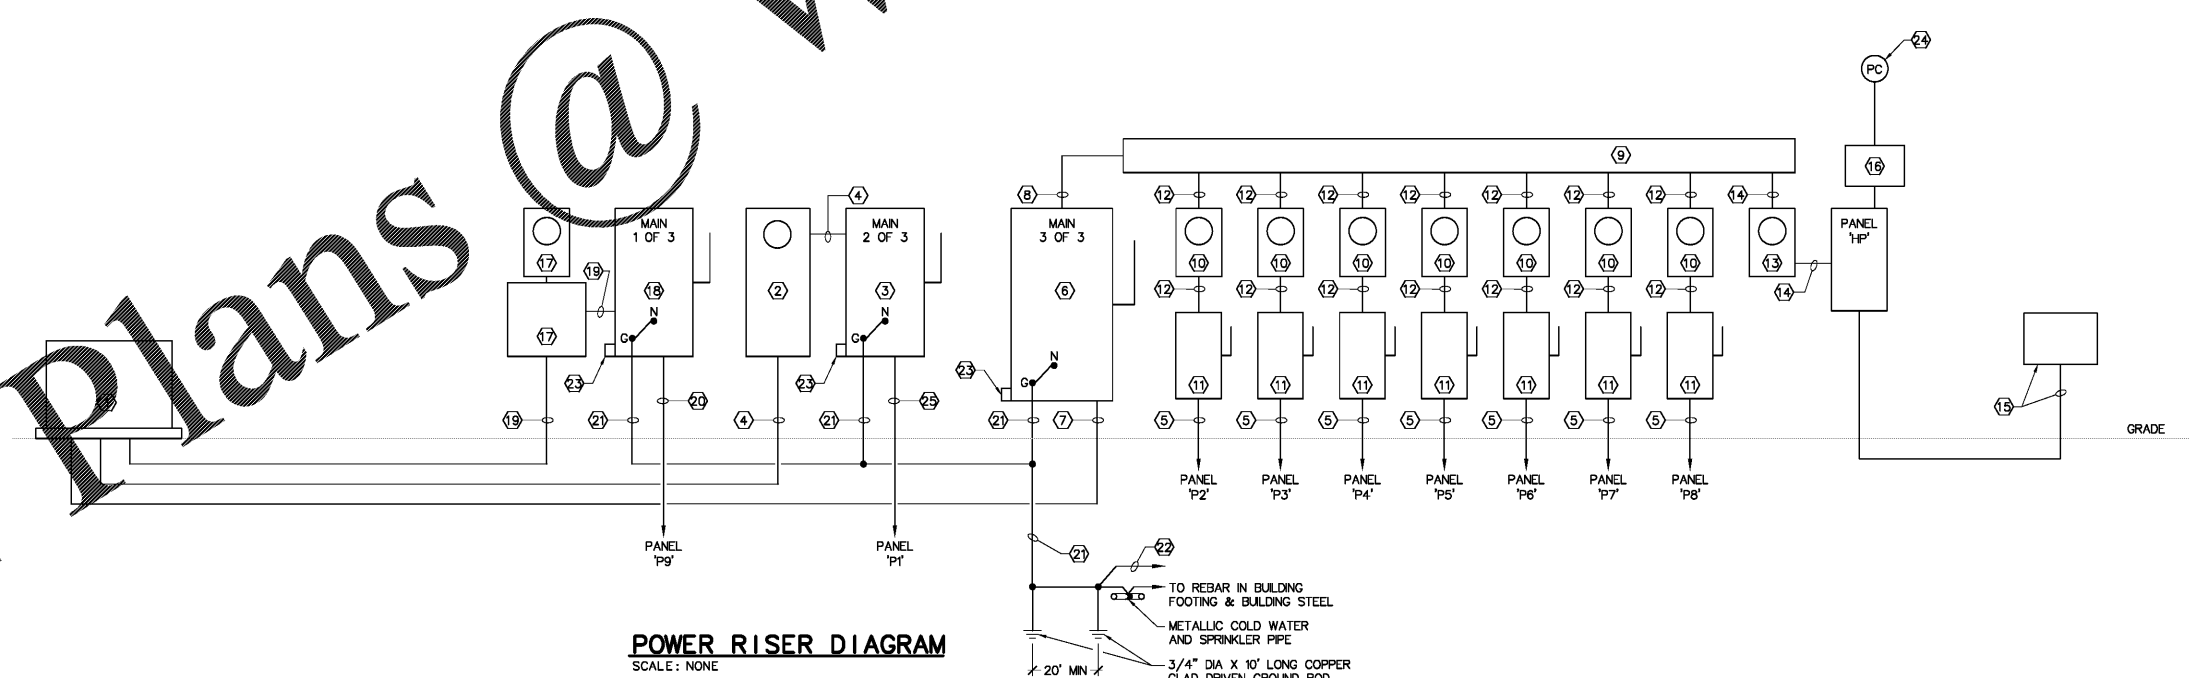 Plans @
24
PC
9
16
4
8
12
12
12
12
12
12
12
14
MAIN
1 OF 3
MAIN
2 OF 3
MAIN
3 OF 3
PANEL
'HP'
17
19
18
2
3
6
10
10
10
10
10
10
10
13
14
12
12
12
12
12
12
12
N
G
17
N
G
N
G
23
23
23
11
11
11
11
11
11
11
15
1
20
25
19
21
4
21
21
7
5
5
5
5
5
5
5
GRADE
PANEL
'P2'
PANEL
'P3'
PANEL
'P4'
PANEL
'P5'
PANEL
'P6'
PANEL
'P7'
PANEL
'P8'
PANEL
'P9'
PANEL
'P1'
21
22
TO REBAR IN BUILDING
FOOTING & BUILDING STEEL
METALLIC COLD WATER
AND SPRINKLER PIPE
3/4" DIA X 10' LONG COPPER
CLAD DRIVEN GROUND ROD
20' MIN
POWER RISER DIAGRAM
SCALE: NONE